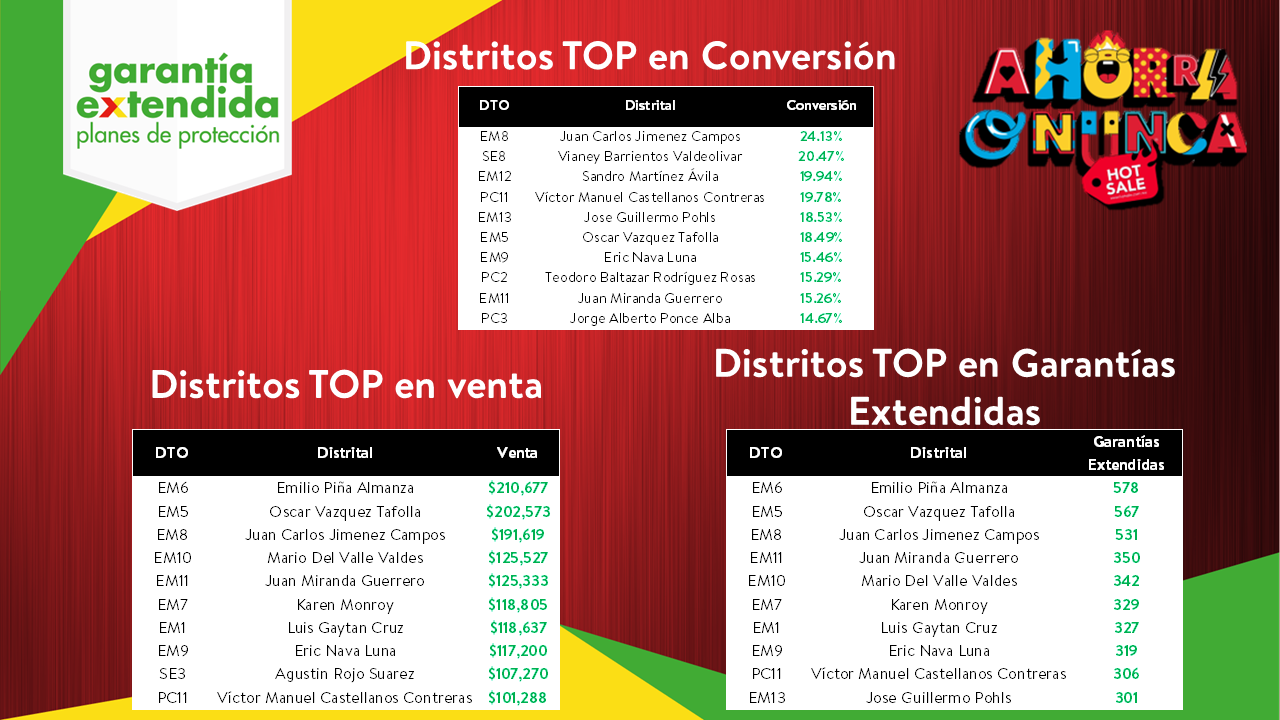 garantía
extendida
planes de protección
Distritos TOP en Conversión
AHORRA
O NUNCA
HOT
SALE
DTO Distrital Conversión
EM8 Juan Carlos Jimenez Campos 24.13%
SE8 Vianey Barrientos Valdeolivar 20.47%
EM12 Sandro Martínez Ávila 19.94%
PC11 Víctor Manuel Castellanos Contreras 19.78%
EM13 Jose Guillermo Pohls 18.53%
EM5 Oscar Vazquez Tafolla 18.49%
EM9 Eric Nava Luna 15.46%
PC2 Teodoro Baltazar Rodríguez Rosas 15.29%
EM11 Juan Miranda Guerrero 15.26%
PC3 Jorge Alberto Ponce Alba 14.67%
Distritos TOP en venta
DTO Distrital Venta
EM6 Emilio Piña Almanza $210,677
EM5 Oscar Vazquez Tafolla $202,573
EM8 Juan Carlos Jimenez Campos $191,619
EM10 Mario Del Valle Valdes $125,527
EM11 Juan Miranda Guerrero $125,333
EM7 Karen Monroy $118,805
EM1 Luis Gaytan Cruz $118,637
EM9 Eric Nava Luna $117,200
SE3 Agustin Rojo Suarez $107,270
PC11 Víctor Manuel Castellanos Contreras $101,288
Distritos TOP en Garantías
Extendidas
DTO Distrital Garantías Extendidas
EM6 Emilio Piña Almanza 578
EM5 Oscar Vazquez Tafolla 567
EM8 Juan Carlos Jimenez Campos 531
EM11 Juan Miranda Guerrero 350
EM10 Mario Del Valle Valdes 342
EM7 Karen Monroy 329
EM1 Luis Gaytan Cruz 327
EM9 Eric Nava Luna 319
PC11 Víctor Manuel Castellanos Contreras 306
EM13 Jose Guillermo Pohls 301